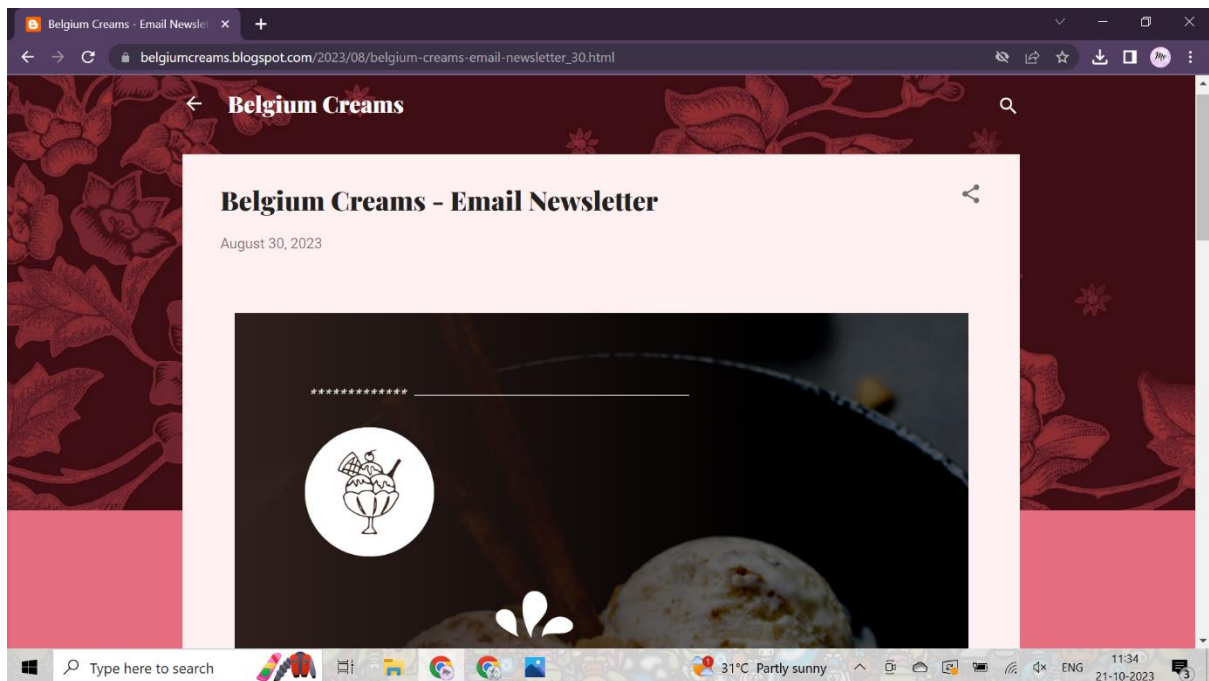 Belgium Creams - Email Newslet
belgiumcreams.blogspot.com/2023/08/belgium-creams-email-newsletter_30.html
Belgium Creams
Belgium Creams - Email Newsletter
August 30, 2023
*************
Type here to search
31°C Partly sunny
ENG
11:34
21-10-2023
3